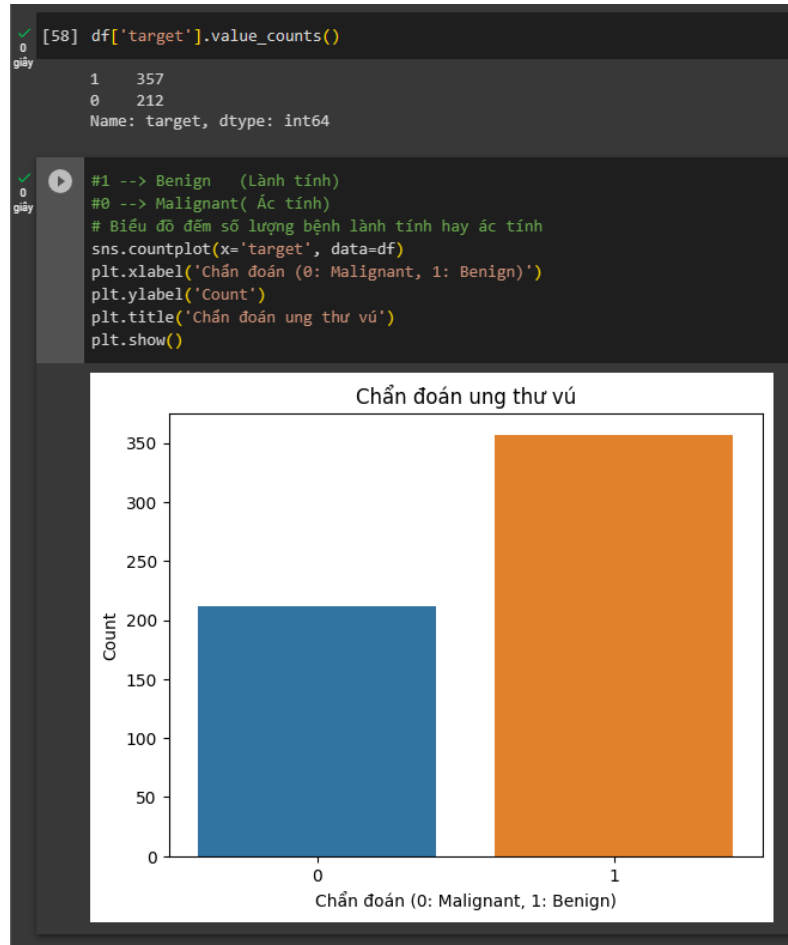 [58] df['target'].value_counts()
0
giây
1    357
0    212
Name: target, dtype: int64
0
giây
#1 --> Benign   (Lành tính)
#0 --> Malignant( Ác tính)
# Biểu đồ đếm số lượng bệnh lành tính hay ác tính
sns.countplot(x='target', data=df)
plt.xlabel('Chẩn đoán (0: Malignant, 1: Benign)')
plt.ylabel('Count')
plt.title('Chẩn đoán ung thư vú')
plt.show()
Chẩn đoán ung thư vú
350
300
250
200
150
100
50
0
Count
0
1
Chẩn đoán (0: Malignant, 1: Benign)